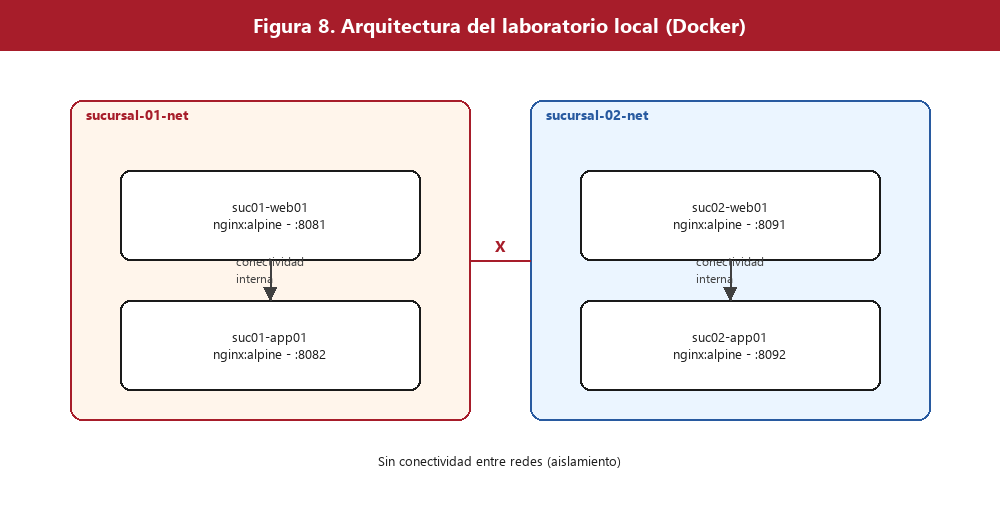 Figura 8. Arquitectura del laboratorio local (Docker)
sucursal-01-net
suc01-web01
nginx:alpine - :8081
conectividad
interna
suc01-app01
nginx:alpine - :8082
X
sucursal-02-net
suc02-web01
nginx:alpine - :8091
conectividad
interna
suc02-app01
nginx:alpine - :8092
Sin conectividad entre redes (aislamiento)